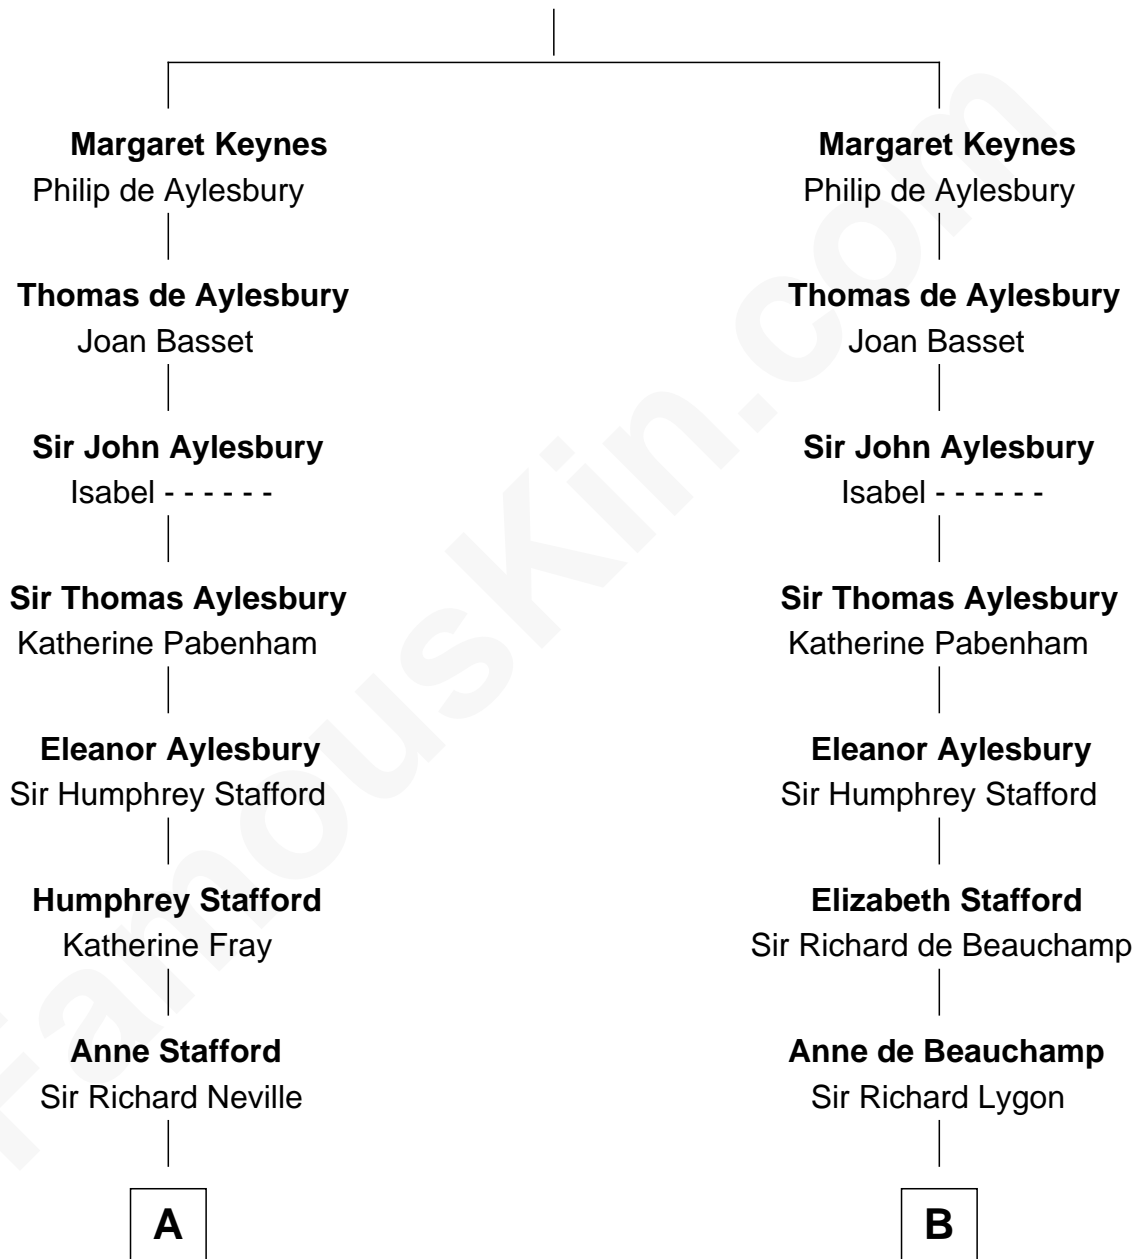 Margaret Keynes
Philip de Aylesbury
Thomas de Aylesbury
Joan Basset
Sir John Aylesbury
Isabel - - - - - -
Sir Thomas Aylesbury
Katherine Pabenham
Eleanor Aylesbury
Sir Humphrey Stafford
Humphrey Stafford
Katherine Fray
Anne Stafford
Sir Richard Neville
A
Margaret Keynes
Philip de Aylesbury
Thomas de Aylesbury
Joan Basset
Sir John Aylesbury
Isabel - - - - - -
Sir Thomas Aylesbury
Katherine Pabenham
Eleanor Aylesbury
Sir Humphrey Stafford
Elizabeth Stafford
Sir Richard de Beauchamp
Anne de Beauchamp
Sir Richard Lygon
B
FamousKin.com